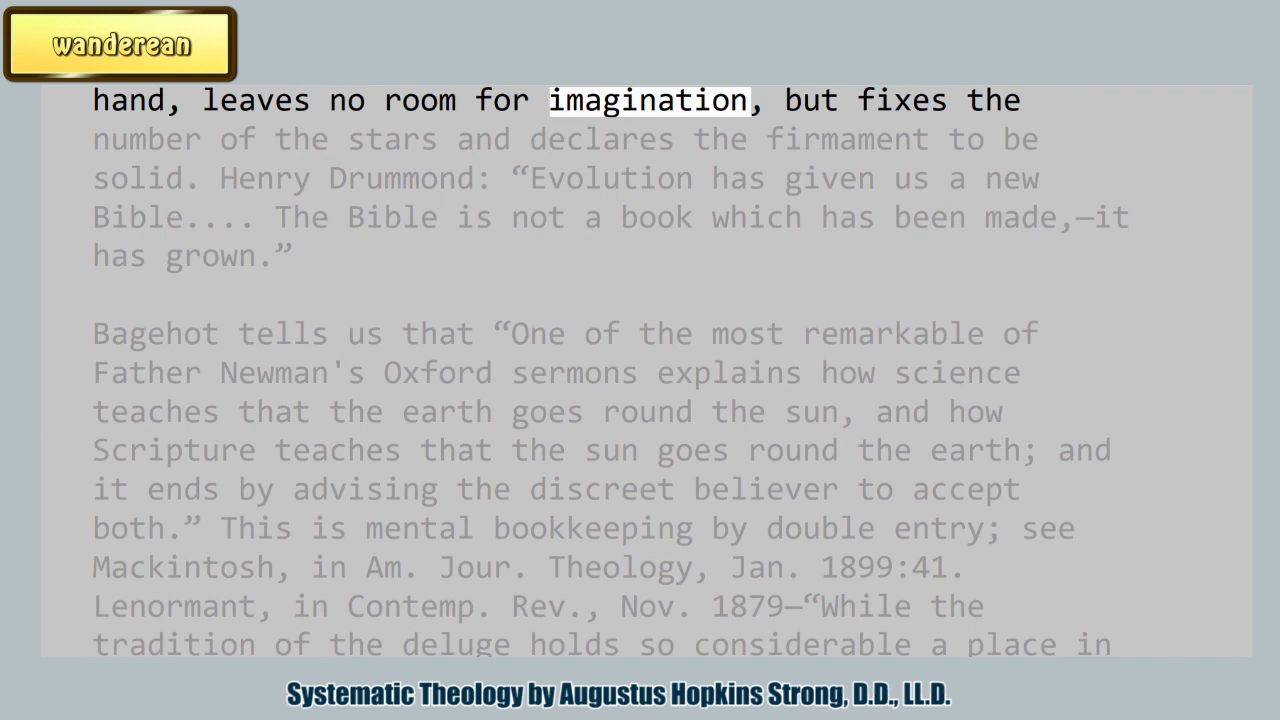 wanderean
hand, leaves no room for imagination, but fixes the
number of the stars and declares the firmament to be
solid. Henry Drummond: “Evolution has given us a new
Bible.... The Bible is not a book which has been made,—it
has grown.”
Bagehot tells us that “One of the most remarkable of
Father Newman's Oxford sermons explains how science
teaches that the earth goes round the sun, and how
Scripture teaches that the sun goes round the earth; and
it ends by advising the discreet believer to accept
both.” This is mental bookkeeping by double entry; see
Mackintosh, in Am. Jour. Theology, Jan. 1899:41.
Lenormant, in Contemp. Rev., Nov. 1879—“While the
tradition of the deluge holds so considerable a place in
Systematic Theology by Augustus Hopkins Strong, D.D., LL.D.